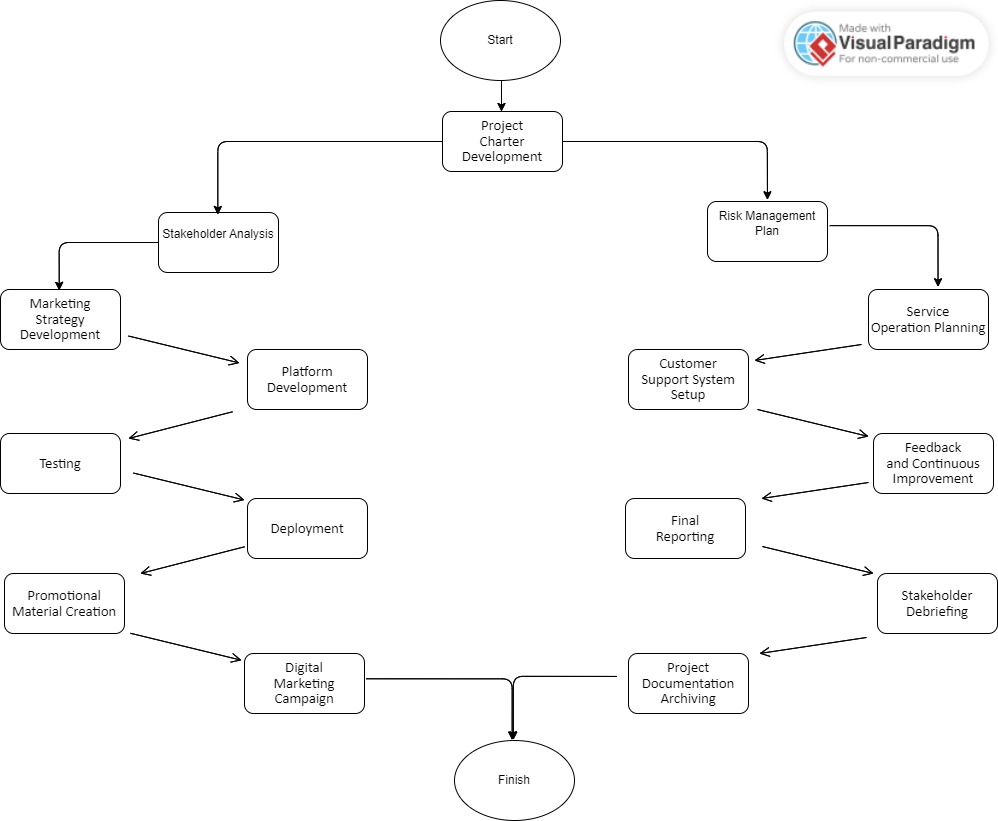 Start
Made with
VisualParadigm
For non-commercial use
Project
Charter
Development
Stakeholder Analysis
Risk Management
Plan
Marketing
Strategy
Development
Service
Operation Planning
Platform
Development
Customer
Support System
Setup
Testing
Feedback
and Continuous
Improvement
Deployment
Final
Reporting
Promotional
Material Creation
Stakeholder
Debriefing
Digital
Marketing
Campaign
Project
Documentation
Archiving
Finish